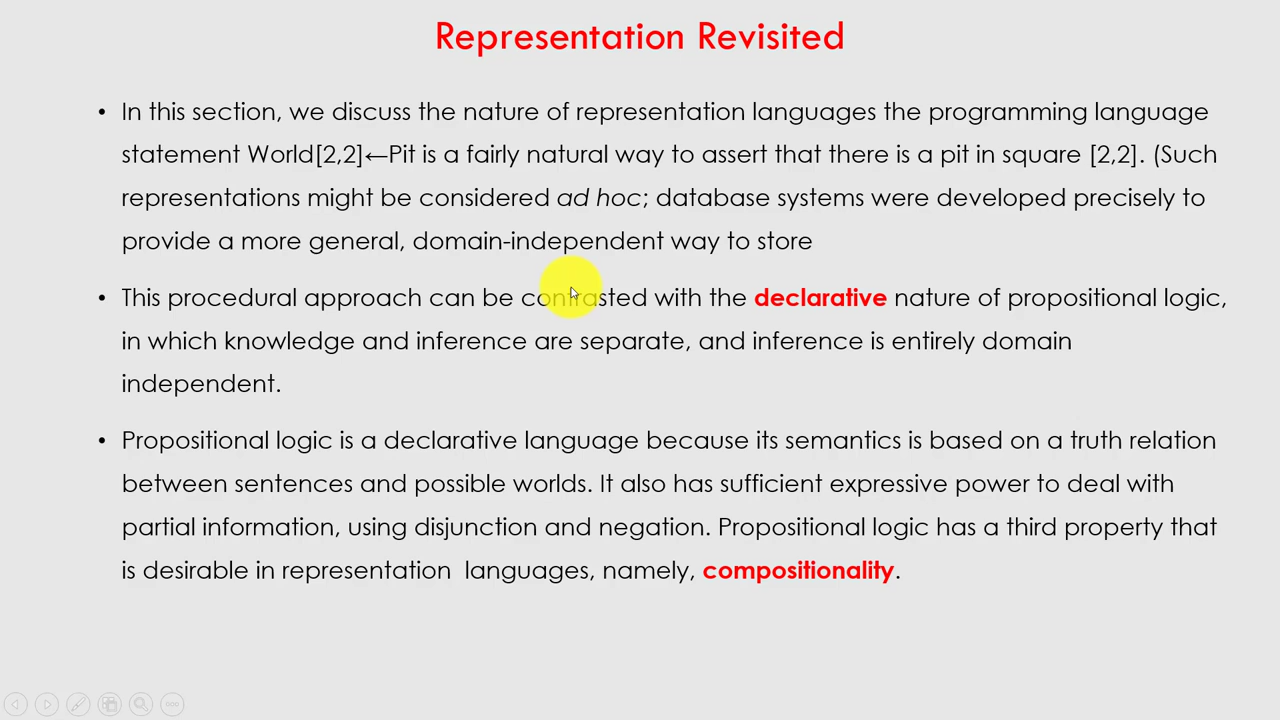 Representation Revisited
• In this section, we discuss the nature of representation languages the programming language
statement World[2,2]←Pit is a fairly natural way to assert that there is a pit in square [2,2]. (Such
representations might be considered ad hoc; database systems were developed precisely to
provide a more general, domain-independent way to store
• This procedural approach can be contrasted with the declarative nature of propositional logic,
in which knowledge and inference are separate, and inference is entirely domain
independent.
• Propositional logic is a declarative language because its semantics is based on a truth relation
between sentences and possible worlds. It also has sufficient expressive power to deal with
partial information, using disjunction and negation. Propositional logic has a third property that
is desirable in representation  languages, namely, compositionality.